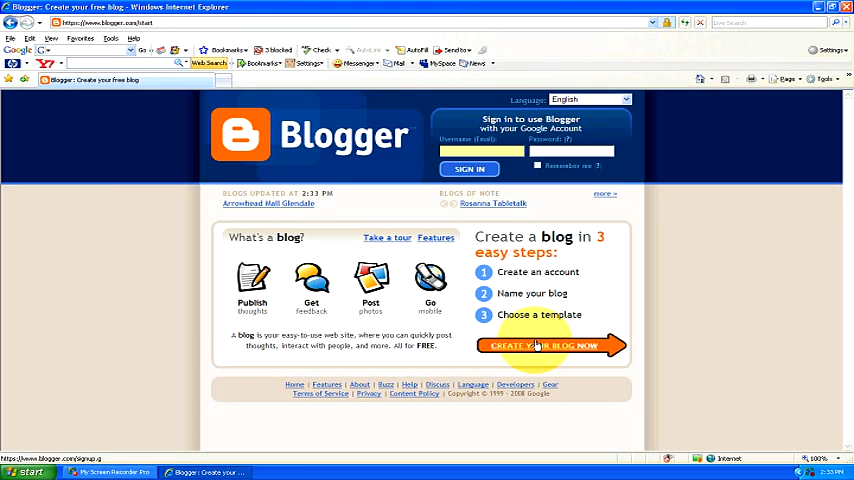 Blogger: Create your free blog - Windows Internet Explorer
https://www.blogger.com/start
Live Search
File Edit View Favorites Tools Help
Google G Go Bookmarks 3 blocked Check AutoLink AutoFill Send to Settings
hp Y! Web Search Bookmarks Settings Messenger Mail MySpace News
Blogger: Create your free blog
Page Tools
Language: English
Blogger
Sign in to use Blogger
with your Google Account
Username (Email): Password: (?)
SIGN IN Remember me (?)
BLOGS UPDATED AT 2:33 PM
Arrowhead Mall Glendale
BLOGS OF NOTE more »
Rosanna Tabletalk
What's a blog? Take a tour Features
Publish
thoughts
Get
feedback
Post
photos
Go
mobile
A blog is your easy-to-use web site, where you can quickly post
thoughts, interact with people, and more. All for FREE.
Create a blog in 3
easy steps:
1 Create an account
2 Name your blog
3 Choose a template
CREATE YOUR BLOG NOW
Home | Features | About | Buzz | Help | Discuss | Language | Developers | Gear
Terms of Service | Privacy | Content Policy | Copyright © 1999 - 2008 Google
https://www.blogger.com/signup.g
Internet 100%
start My Screen Recorder Pro Blogger: Create your ... 2:33 PM